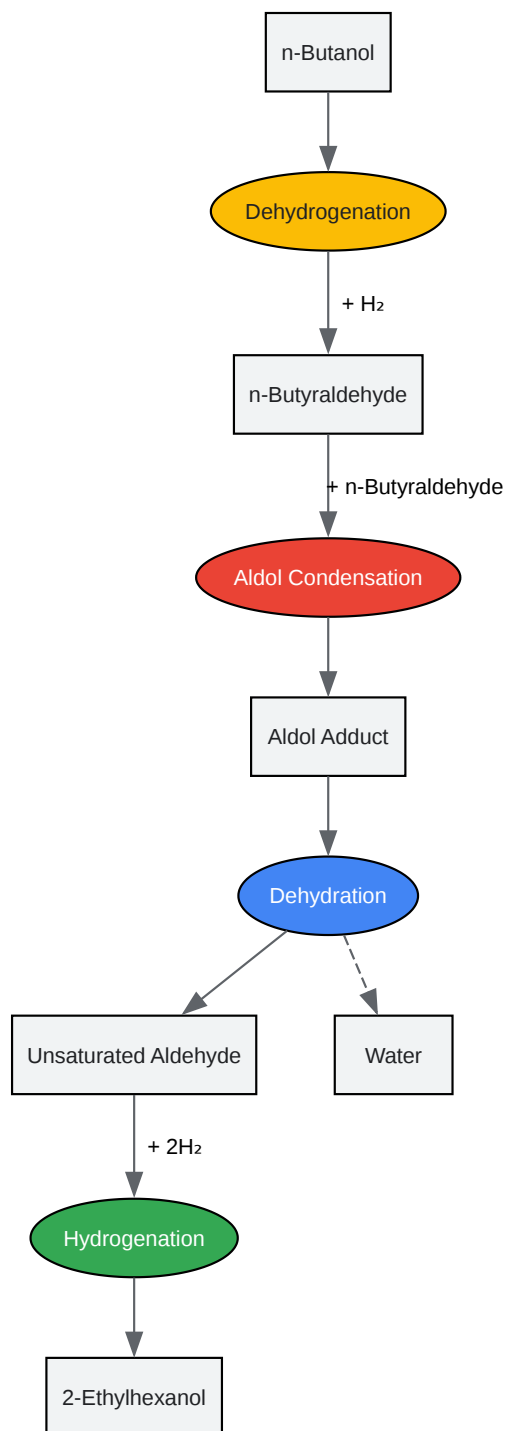 n-Butanol
Dehydrogenation
+ H₂
n-Butyraldehyde
+ n-Butyraldehyde
Aldol Condensation
Aldol Adduct
Dehydration
Unsaturated Aldehyde
Water
+ 2H₂
Hydrogenation
2-Ethylhexanol